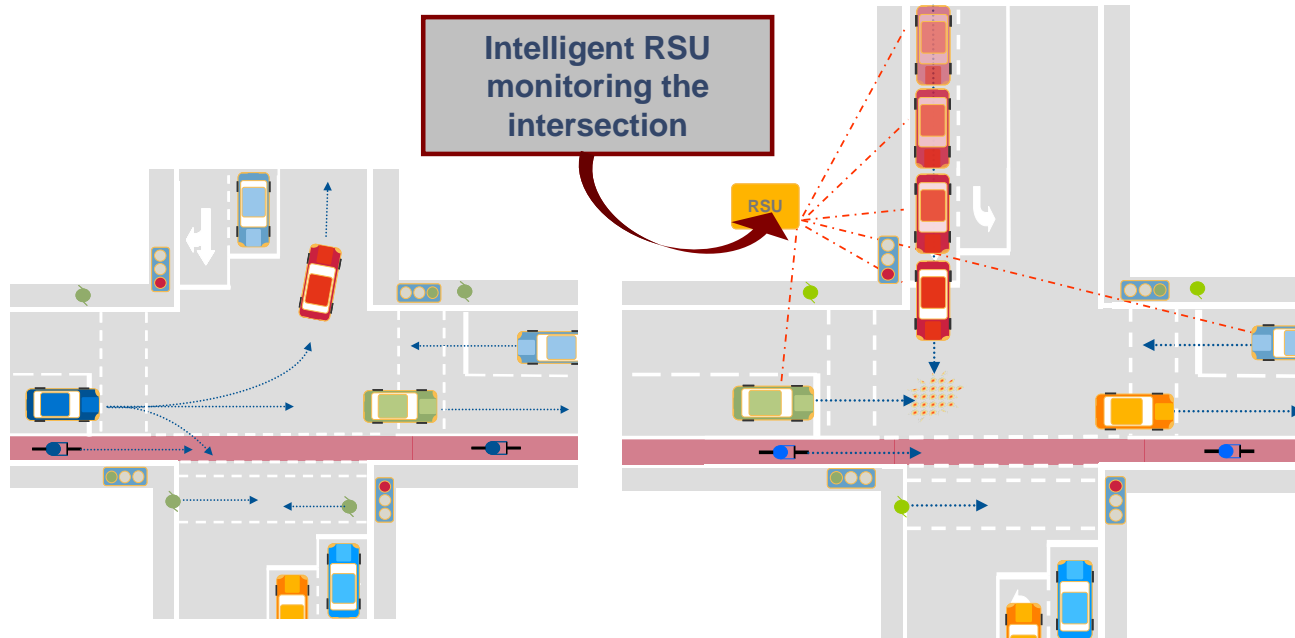 Intelligent RSU
monitoring the
intersection
RSU